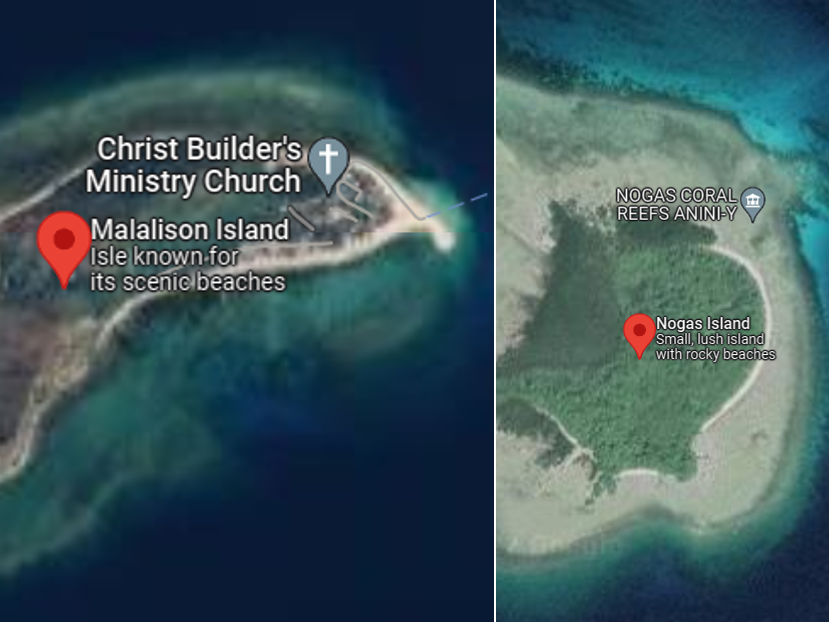 Christ Builder's
Ministry Church
Malalison Island
Isle known for
its scenic beaches
NOGAS CORAL
REEFS ANINI-Y
Nogas Island
Small, lush island
with rocky beaches